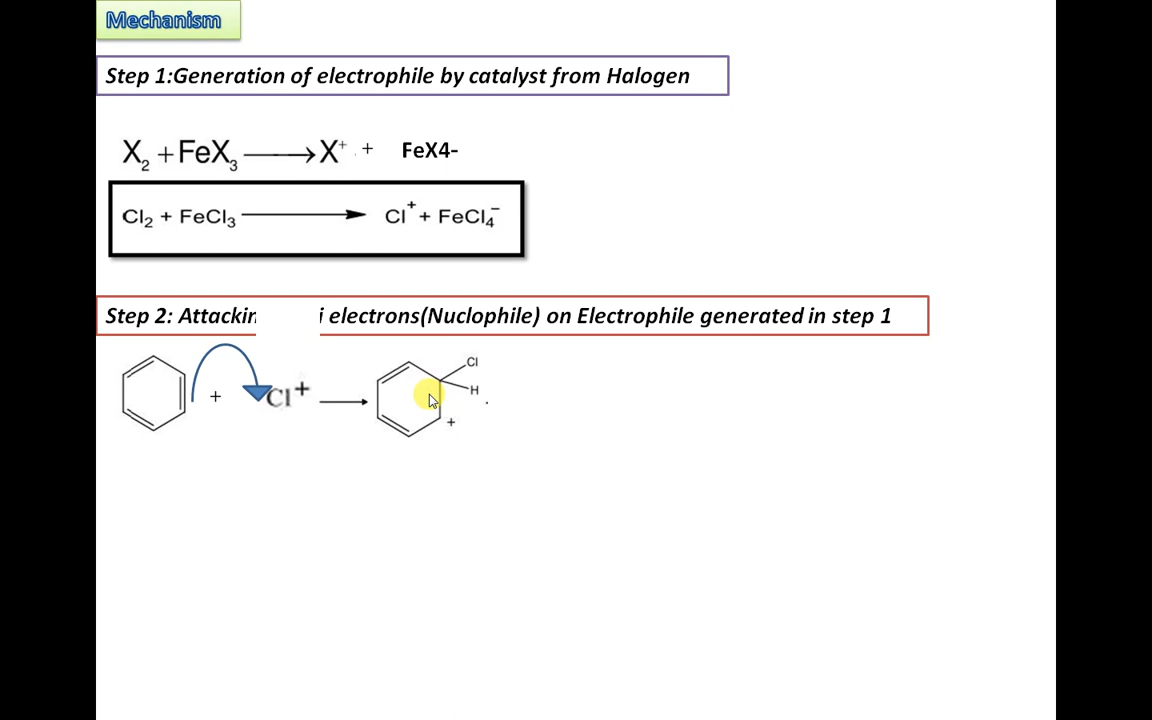 Mechanism
Step 1:Generation of electrophile by catalyst from Halogen
X₂ + FeX₃ ⟶ X⁺ + FeX4-
Cl₂ + FeCl₃ ⟶ Cl⁺ + FeCl₄⁻
Step 2: electrons(Nuclophile) on Electrophile generated in step 1
Cl
+ Cl⁺ ⟶ H .
+